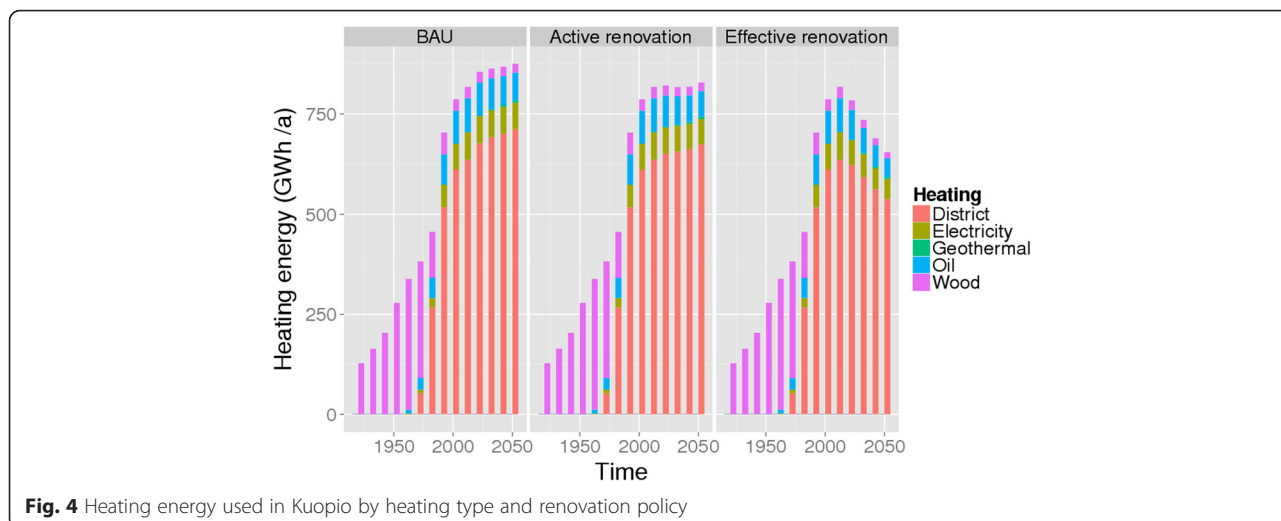 BAU Active renovation Effective renovation
Heating energy (GWh /a)
750
500
250
0
1950 2000 2050 1950 2000 2050 1950 2000 2050
Time
Heating
District
Electricity
Geothermal
Oil
Wood
Fig. 4 Heating energy used in Kuopio by heating type and renovation policy